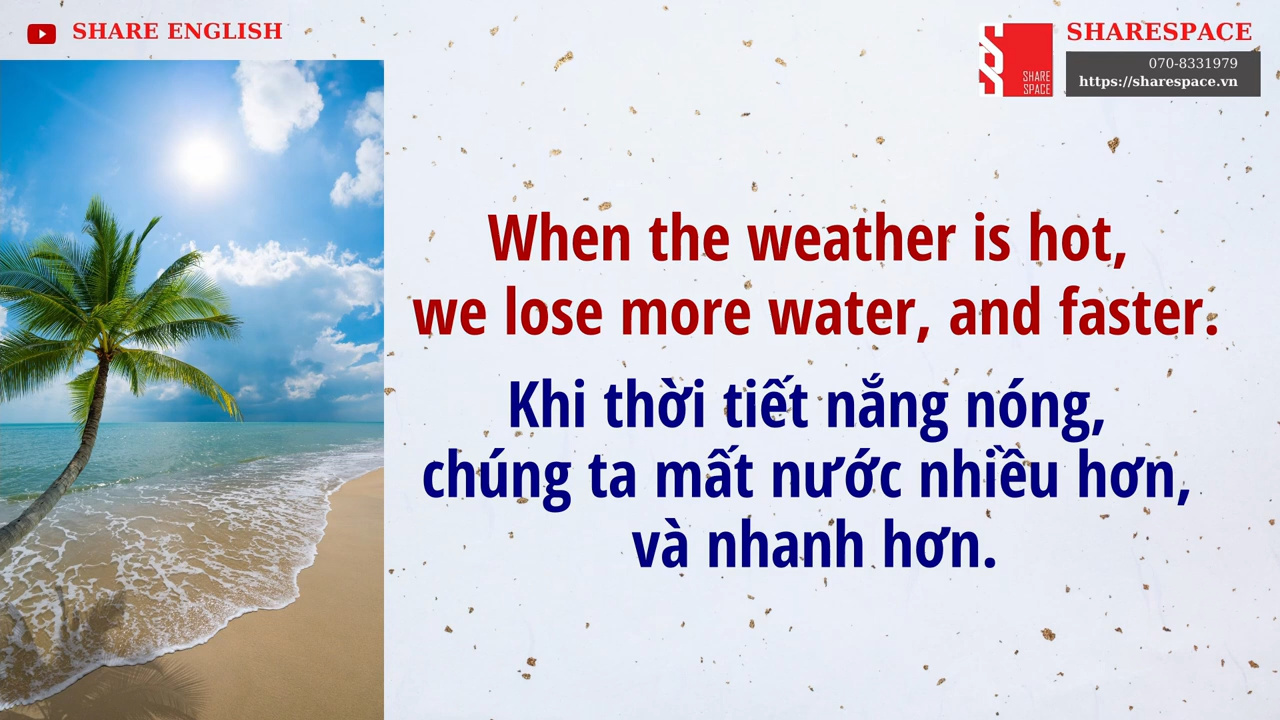 SHARE ENGLISH
SHARESPACE
SHARE
SPACE
070-8331979
https://sharespace.vn
When the weather is hot,
we lose more water, and faster.
Khi thời tiết nắng nóng,
chúng ta mất nước nhiều hơn,
và nhanh hơn.